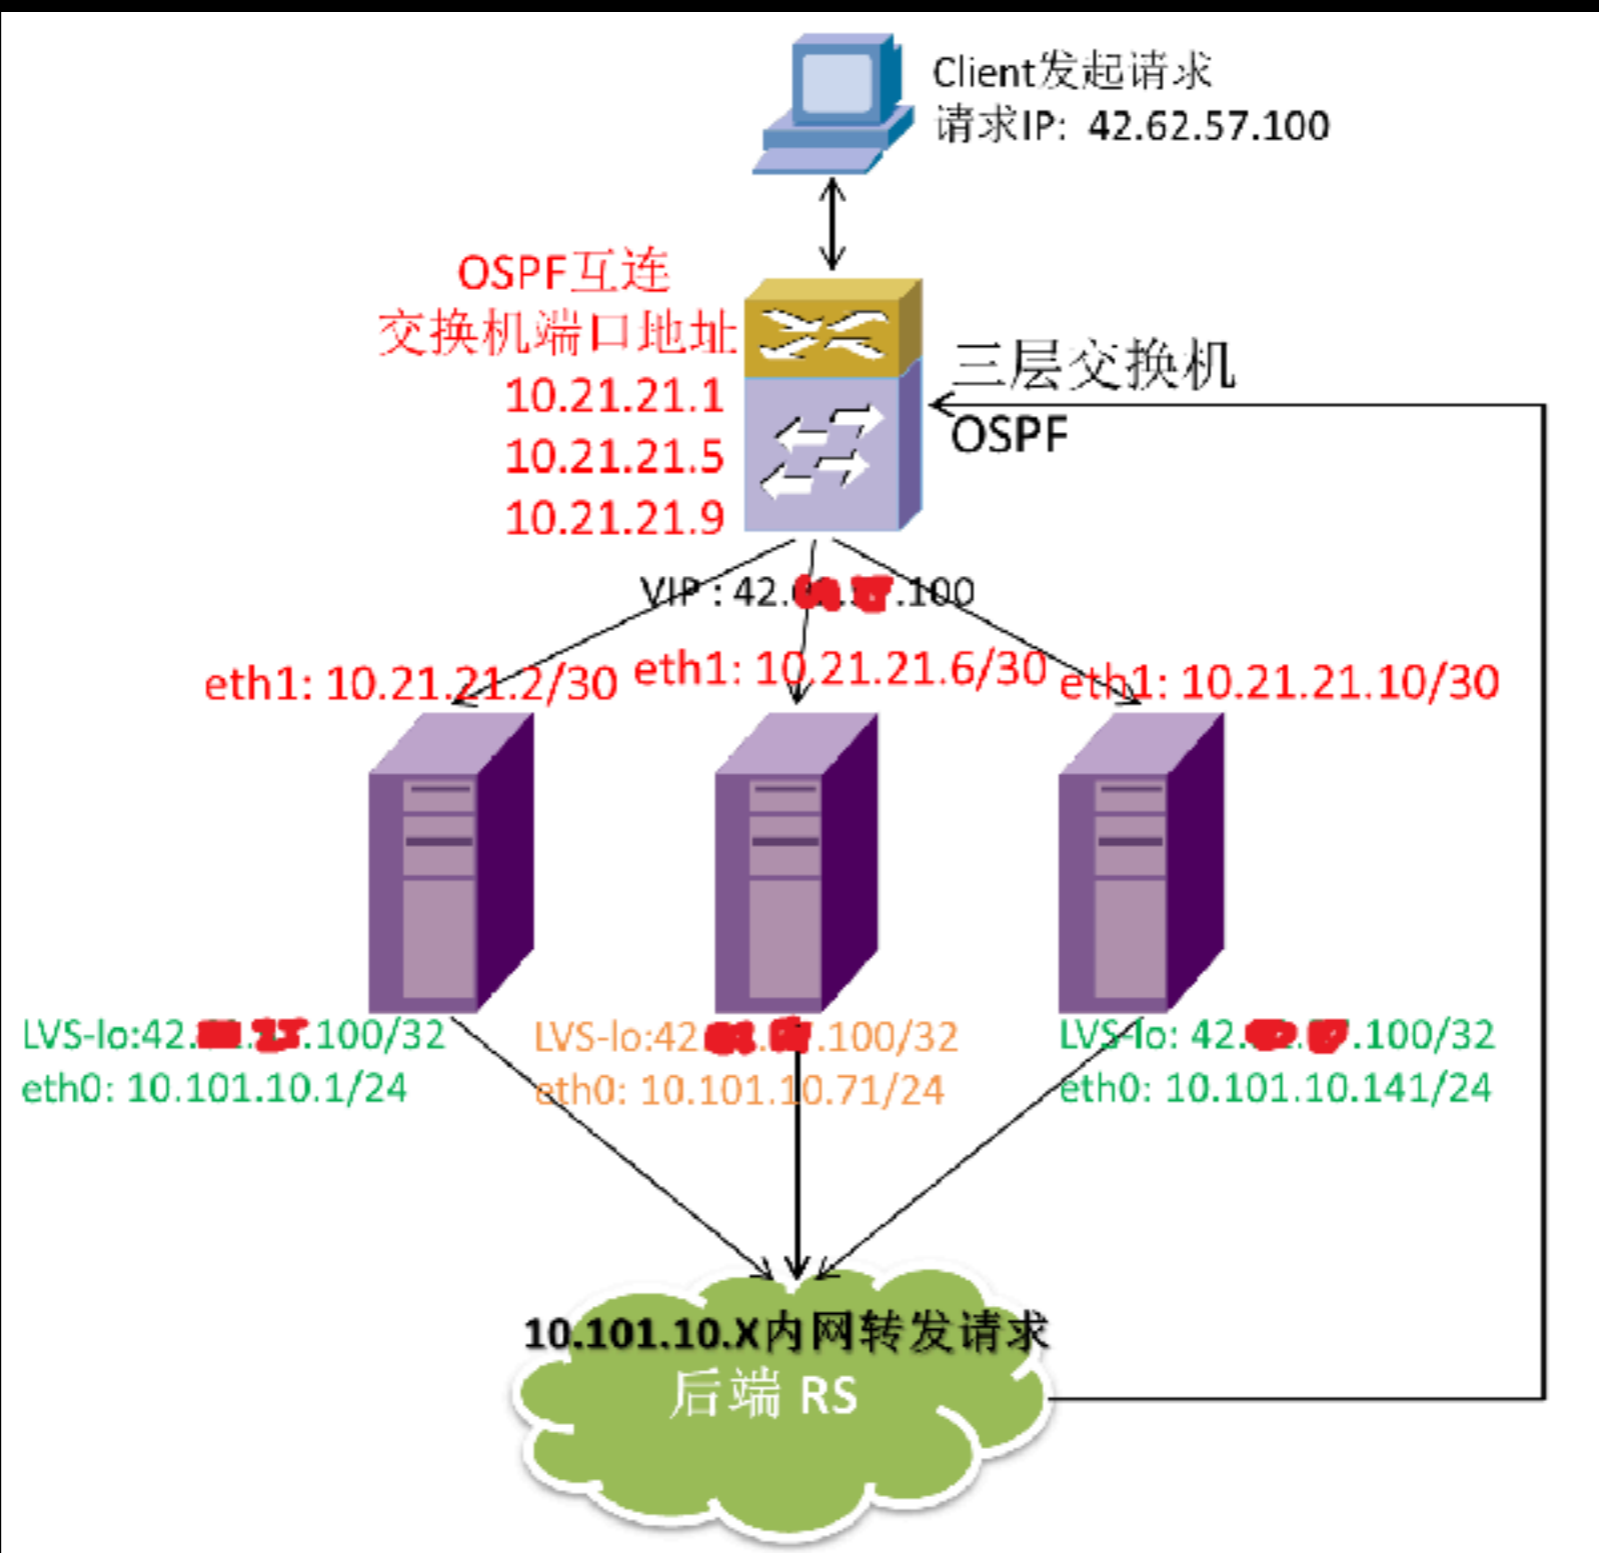 Client发起请求
请求IP: 42.62.57.100
OSPF互连
交换机端口地址
10.21.21.1
10.21.21.5
10.21.21.9
三层交换机
OSPF
VIP : 42. . .100
eth1: 10.21.21.2/30
eth1: 10.21.21.6/30
eth1: 10.21.21.10/30
LVS-lo:42. . .100/32
eth0: 10.101.10.1/24
LVS-lo:42. . .100/32
eth0: 10.101.10.71/24
LVS-lo: 42. . .100/32
eth0: 10.101.10.141/24
10.101.10.X内网转发请求
后端 RS